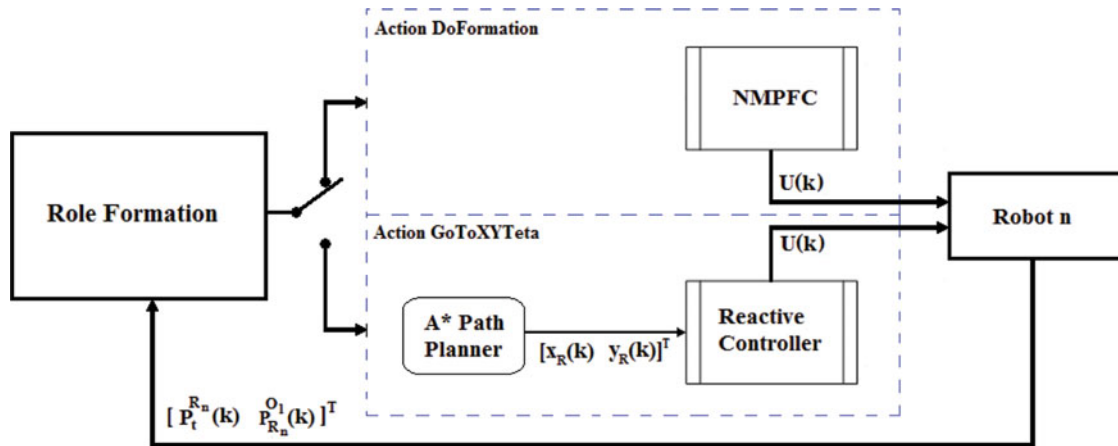 Action DoFormation
NMPFC
U(k)
Role Formation
Robot n
Action GoToXYTeta
U(k)
A* Path
Planner
[x_R(k) y_R(k)]^T
Reactive
Controller
[ P_t^{R_n}(k) P_{R_n}^{O_1}(k) ]^T